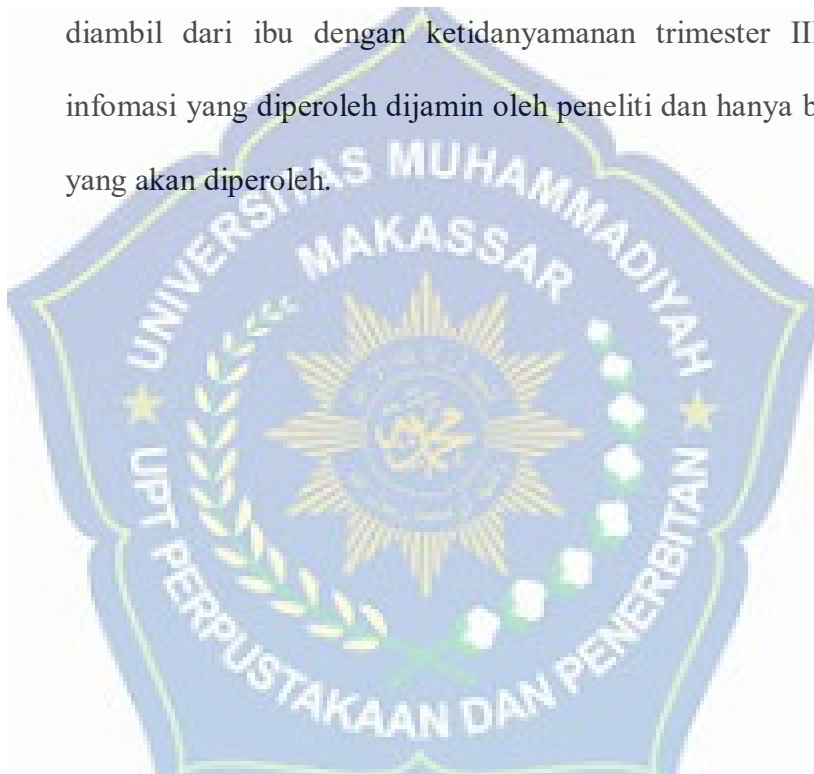 diambil dari ibu dengan ketidanyamanan trimester III
infomasi yang diperoleh dijamin oleh peneliti dan hanya b
yang akan diperoleh.
UNIVERSITAS MUHAMMADIYAH
MAKASSAR
UPT PERPUSTAKAAN DAN PENERBITAN